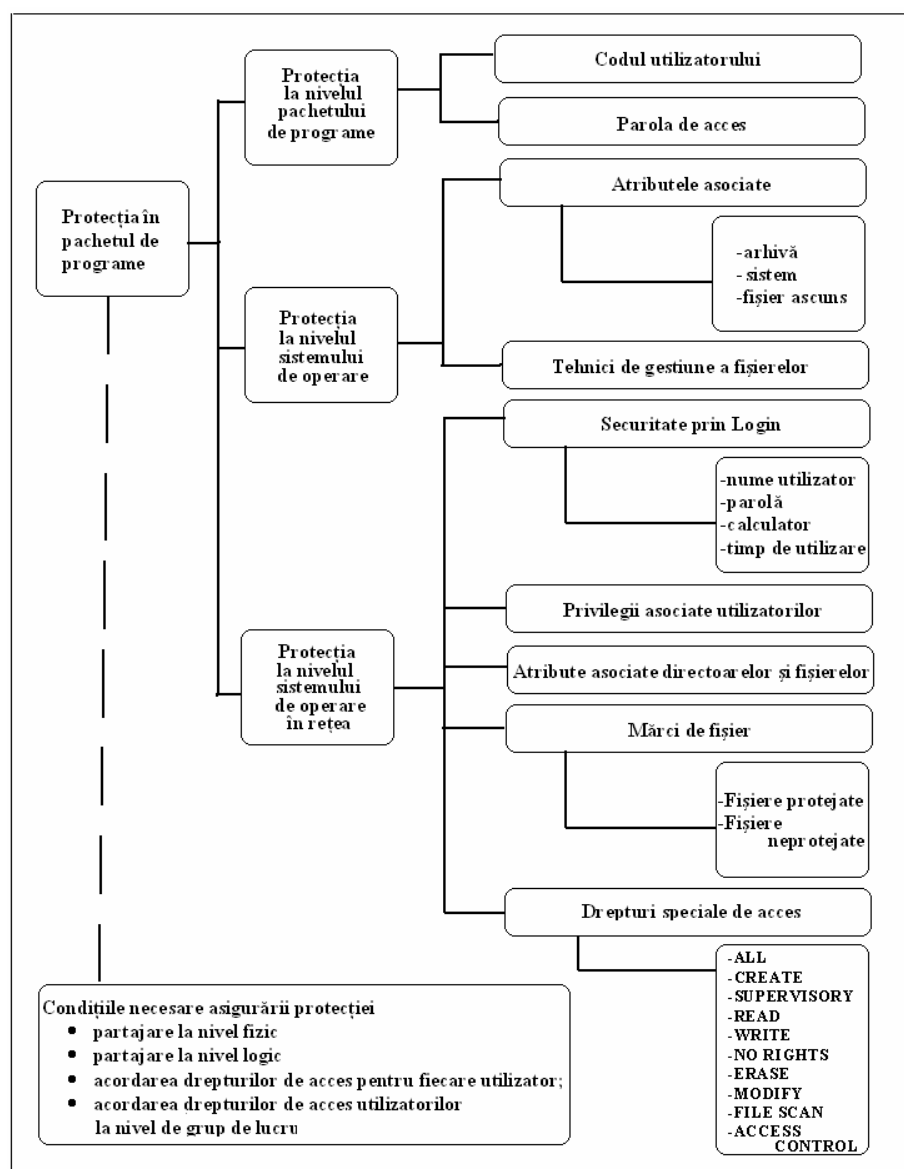 Protecția în
pachetul de
programe
Protecția
la nivelul
pachetului
de programe
Codul utilizatorului
Parola de acces
Protecția
la nivelul
sistemului
de operare
Atributele asociate
-arhivă
-sistem
-fișier ascuns
Tehnici de gestiune a fișierelor
Protecția
la nivelul
sistemului
de operare
în rețea
Securitate prin Login
-nume utilizator
-parolă
-calculator
-timp de utilizare
Privilegii asociate utilizatorilor
Atribute asociate directoarelor și fișierelor
Mărci de fișier
-Fișiere protejate
-Fișiere
neprotejate
Drepturi speciale de acces
-ALL
-CREATE
-SUPERVISORY
-READ
-WRITE
-NO RIGHTS
-ERASE
-MODIFY
-FILE SCAN
-ACCESS
CONTROL
Condițiile necesare asigurării protecției
• partajare la nivel fizic
• partajare la nivel logic
• acordarea drepturilor de acces pentru fiecare utilizator;
• acordarea drepturilor de acces utilizatorilor
la nivel de grup de lucru